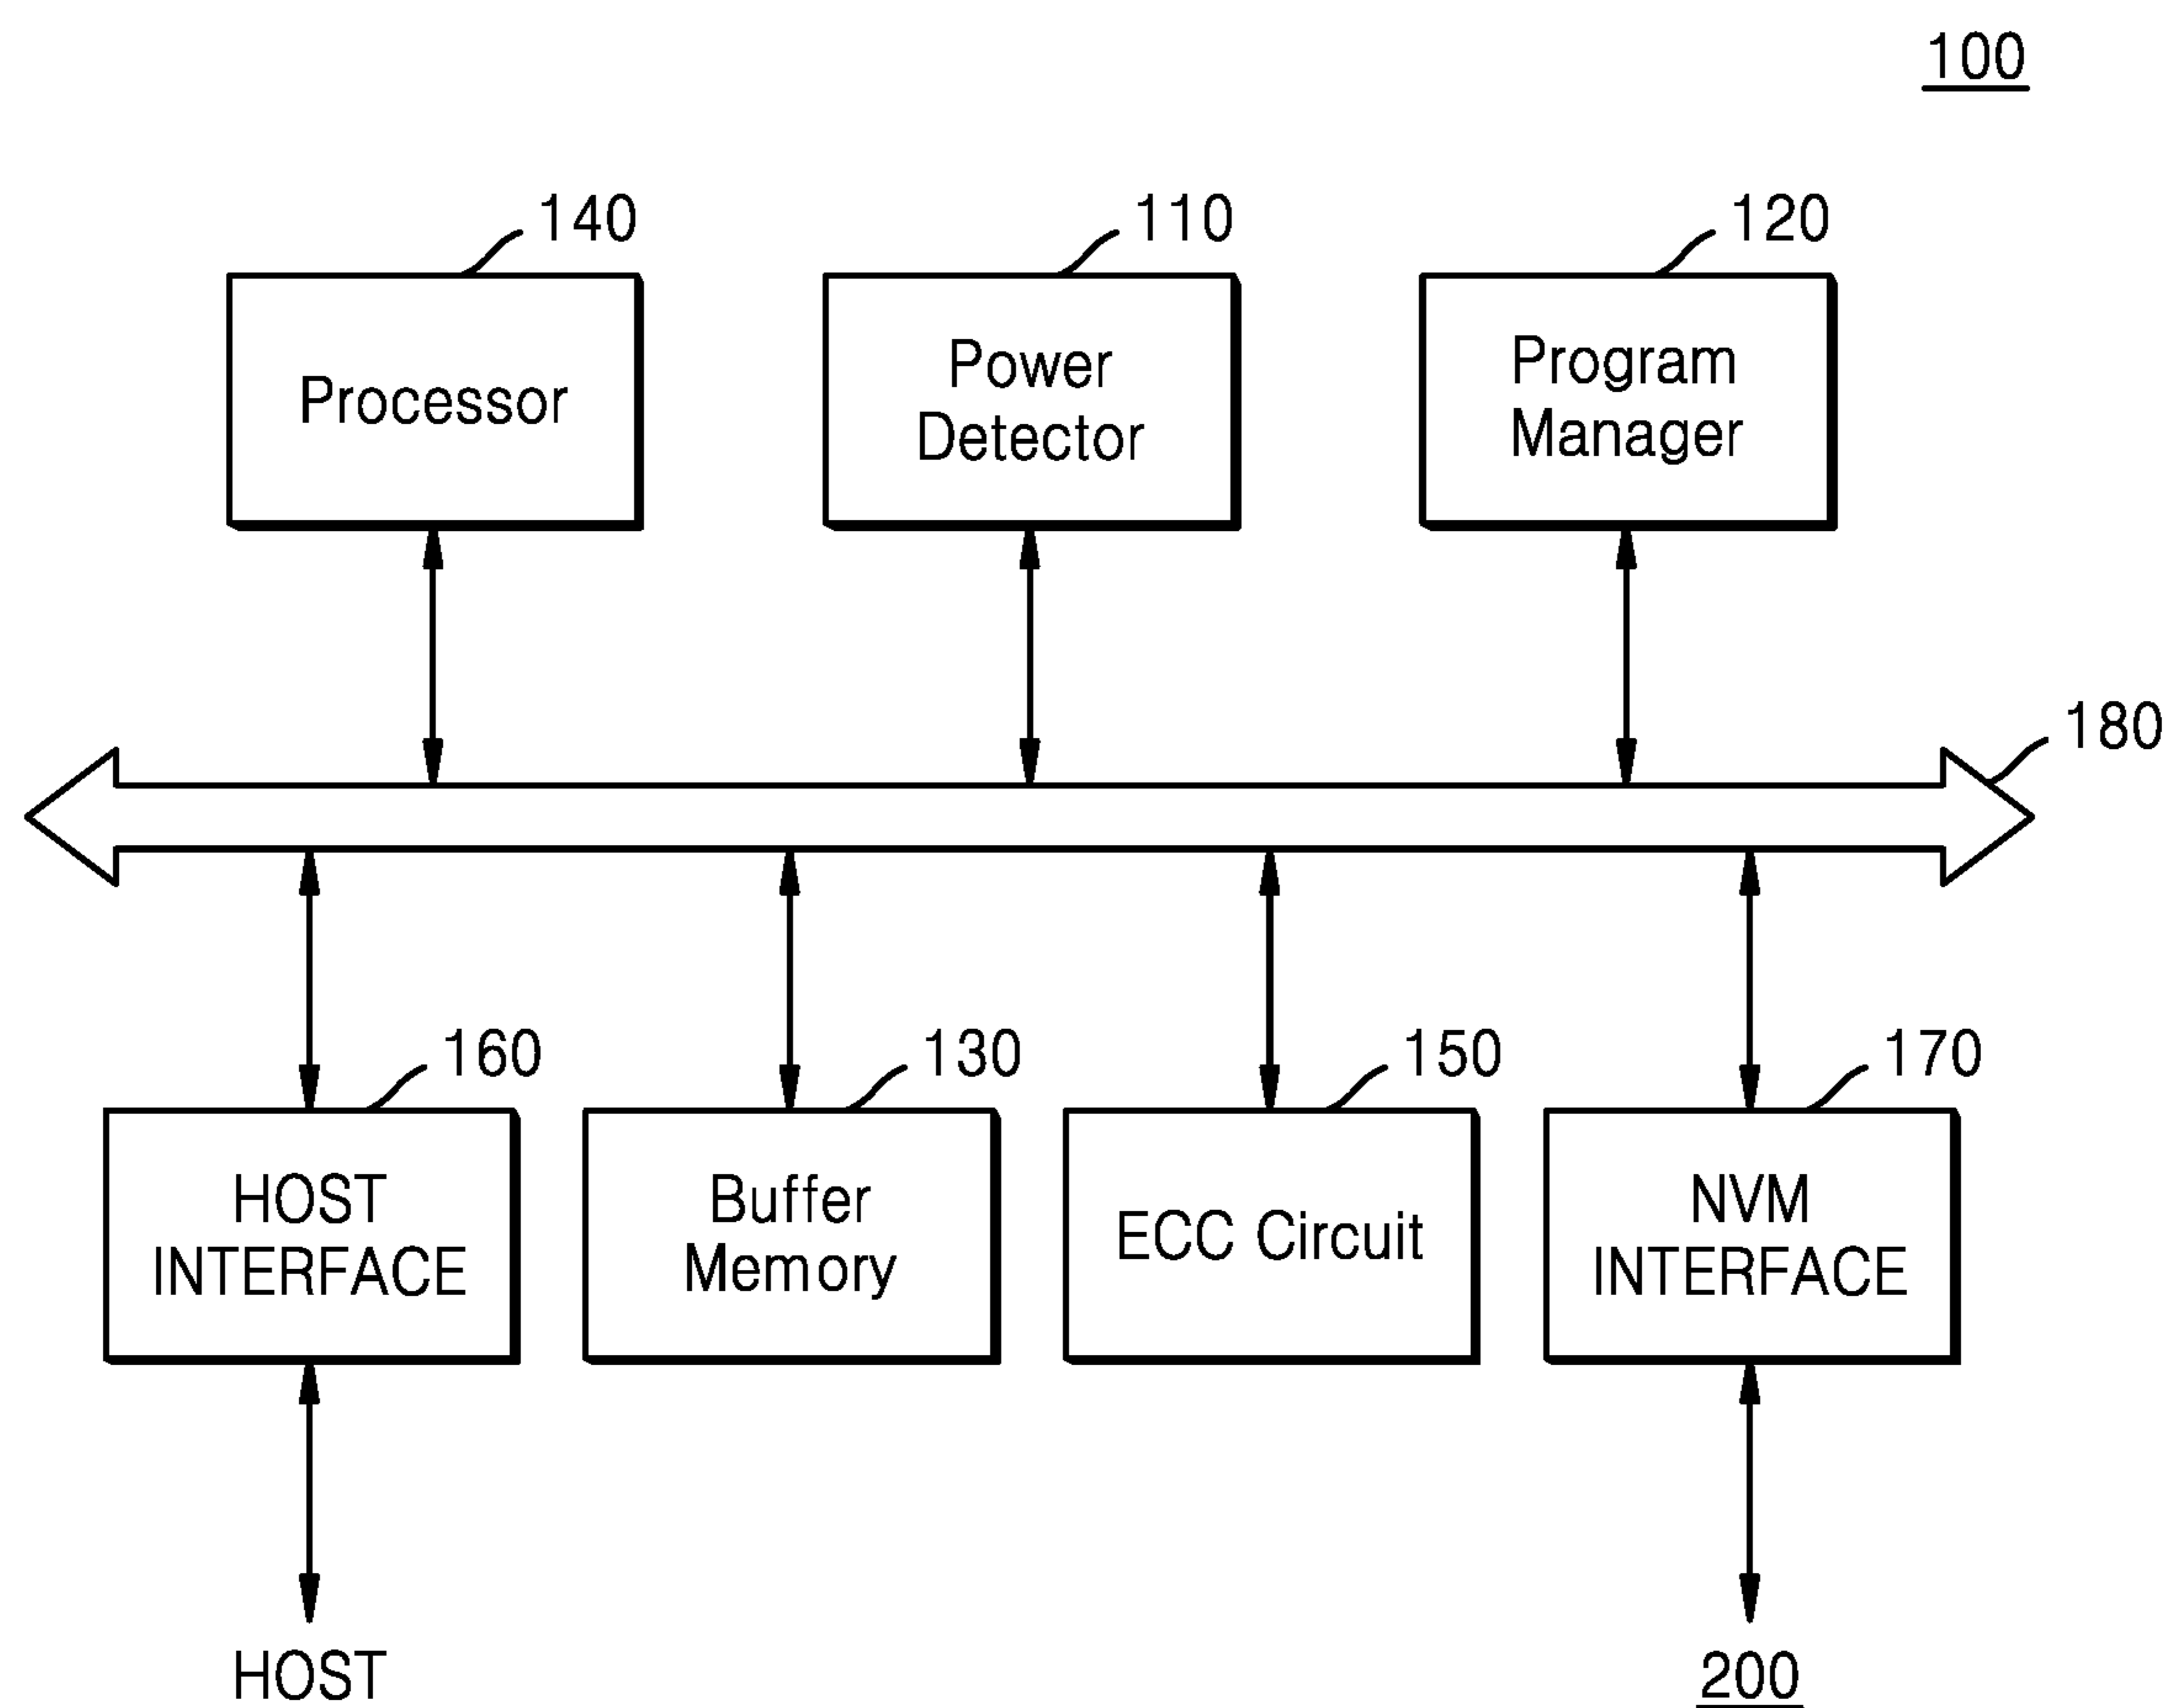 100
140
110
120
Processor
Power
Detector
Program
Manager
180
160
130
150
170
HOST
INTERFACE
Buffer
Memory
ECC Circuit
NVM
INTERFACE
HOST
200